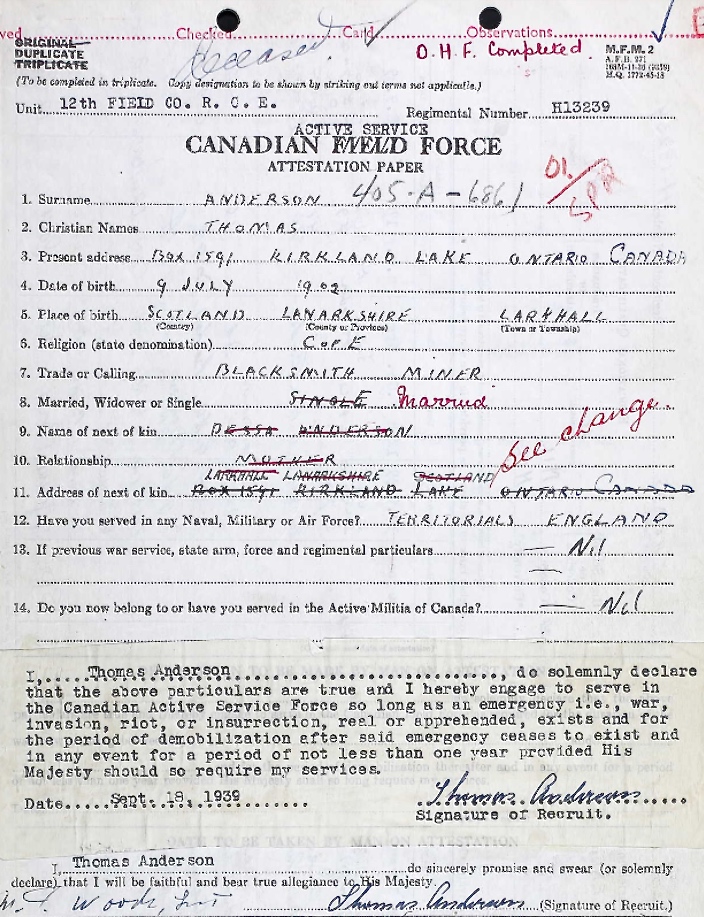 ved Checked Card Observations
ORIGINAL
DUPLICATE
TRIPLICATE
Deceased.
O.H.F. Completed.
M.F.M. 2
(To be completed in triplicate. Copy designation to be shown by striking out terms not applicable.)
Unit 12th FIELD CO. R. C. E. Regimental Number H13239
ACTIVE SERVICE
CANADIAN FIELD FORCE
ATTESTATION PAPER
1. Surname ANDERSON 405-A-6861
2. Christian Names THOMAS
3. Present address Box 1591 KIRKLAND LAKE ONTARIO CANADA
4. Date of birth 9 JULY 1902
5. Place of birth SCOTLAND LANARKSHIRE LARKHALL
(Country) (County or Province) (Town or Township)
6. Religion (state denomination) C of E
7. Trade or Calling BLACKSMITH MINER
8. Married, Widower or Single SINGLE Married
9. Name of next of kin BESSA ANDERSON
See change.
10. Relationship MOTHER
LARKHALL LANARKSHIRE SCOTLAND
11. Address of next of kin BOX 1591 KIRKLAND LAKE ONTARIO CANADA
12. Have you served in any Naval, Military or Air Force? TERRITORIALS ENGLAND
13. If previous war service, state arm, force and regimental particulars — Nil
14. Do you now belong to or have you served in the Active Militia of Canada? — Nil
I, Thomas Anderson, do solemnly declare
that the above particulars are true and I hereby engage to serve in
the Canadian Active Service Force so long as an emergency i.e., war,
invasion, riot, or insurrection, real or apprehended, exists and for
the period of demobilization after said emergency ceases to exist and
in any event for a period of not less than one year provided His
Majesty should so require my services.
Date Sept. 19, 1939 Thomas Anderson
Signature of Recruit.
I, Thomas Anderson do sincerely promise and swear (or solemnly
declare) that I will be faithful and bear true allegiance to His Majesty.
Woods, Lnt Thomas Anderson (Signature of Recruit.)